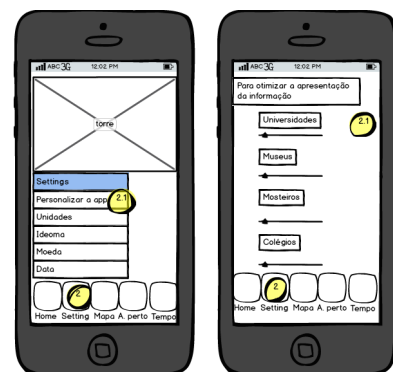 ABC 3G 12:02 PM
torre
Settings
Personalizar a app
2.1
Unidades
Ideoma
Moeda
Data
2
Home Setting Mapa A. perto Tempo
ABC 3G 12:02 PM
Para otimizar a apresentação
da informação
Universidades
2.1
Museus
Mosteiros
Colégios
2
Home Setting Mapa A. perto Tempo